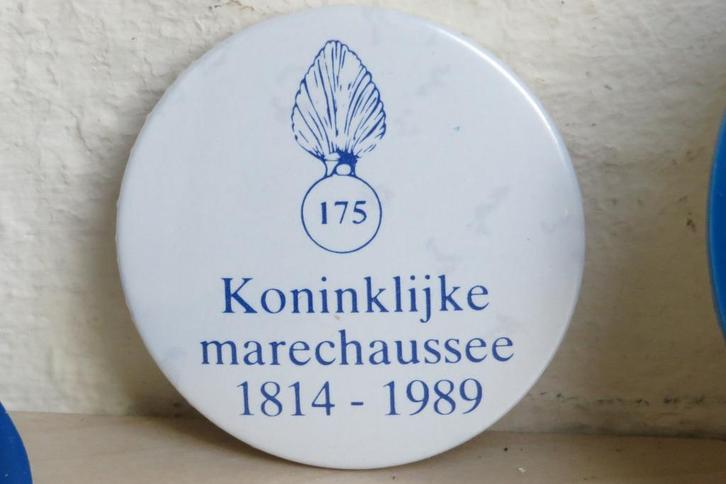 175
Koninklijke
marechaussee
1814 - 1989